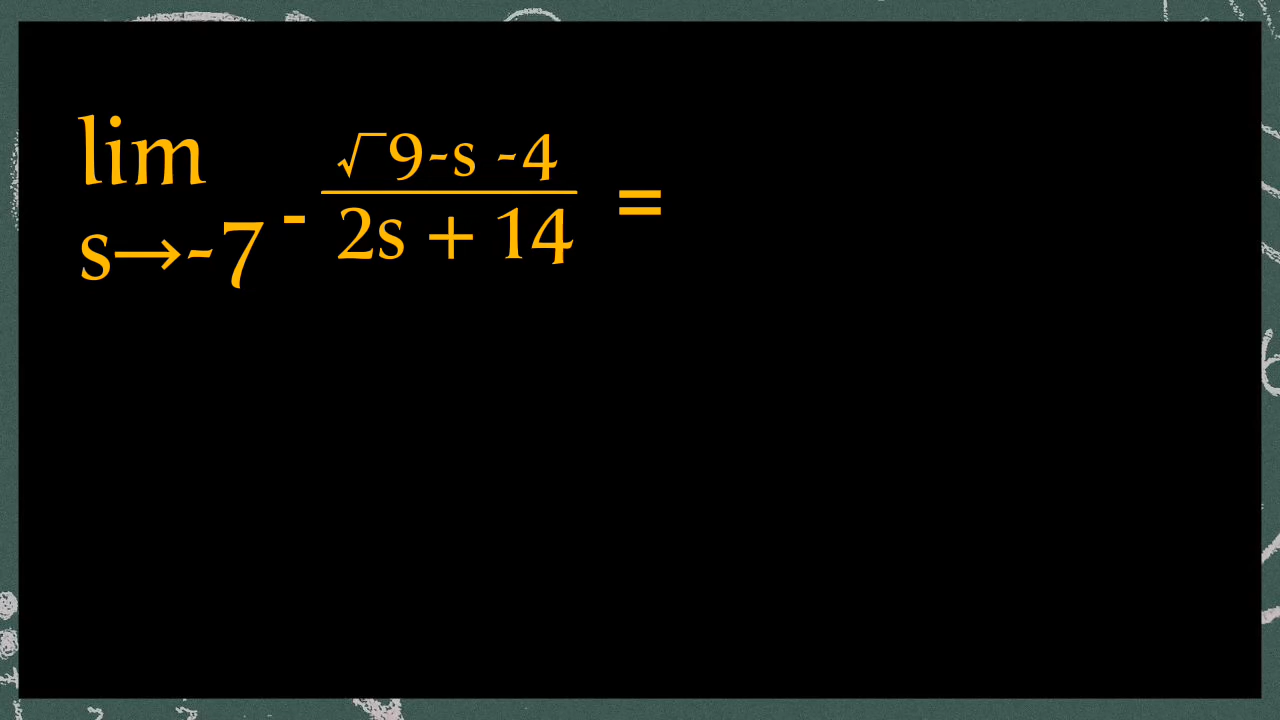 lim - √9-s -4 =
s→-7 2s + 14